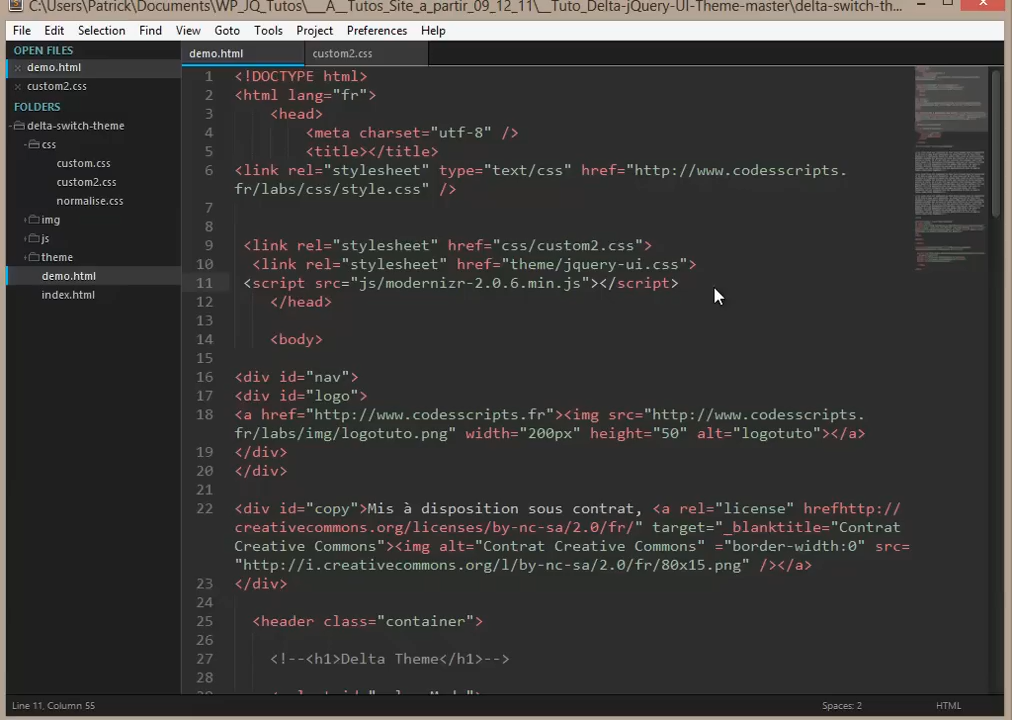 C:\Users\Patrick\Documents\WP_JQ_Tutos\___A__Tutos_Site_a_partir_09_12_11\__Tuto_Delta-jQuery-UI-Theme-master\delta-switch-th...
File Edit Selection Find View Goto Tools Project Preferences Help
OPEN FILES
demo.html
custom2.css
FOLDERS
delta-switch-theme
css
custom.css
custom2.css
normalise.css
img
js
theme
demo.html
index.html
demo.html custom2.css
1 <!DOCTYPE html>
2 <html lang="fr">
3 <head>
4 <meta charset="utf-8" />
5 <title></title>
6 <link rel="stylesheet" type="text/css" href="http://www.codesscripts.
fr/labs/css/style.css" />
7
8
9 <link rel="stylesheet" href="css/custom2.css">
10 <link rel="stylesheet" href="theme/jquery-ui.css">
11 <script src="js/modernizr-2.0.6.min.js"></script>
12 </head>
13
14 <body>
15
16 <div id="nav">
17 <div id="logo">
18 <a href="http://www.codesscripts.fr"><img src="http://www.codesscripts.
fr/labs/img/logotuto.png" width="200px" height="50" alt="logotuto"></a>
19 </div>
20 </div>
21
22 <div id="copy">Mis à disposition sous contrat, <a rel="license" hrefhttp://
creativecommons.org/licenses/by-nc-sa/2.0/fr/" target="_blanktitle="Contrat
Creative Commons"><img alt="Contrat Creative Commons" ="border-width:0" src=
"http://i.creativecommons.org/l/by-nc-sa/2.0/fr/80x15.png" /></a>
23 </div>
24
25 <header class="container">
26
27 <!--<h1>Delta Theme</h1>-->
28
Line 11, Column 55 Spaces: 2 HTML